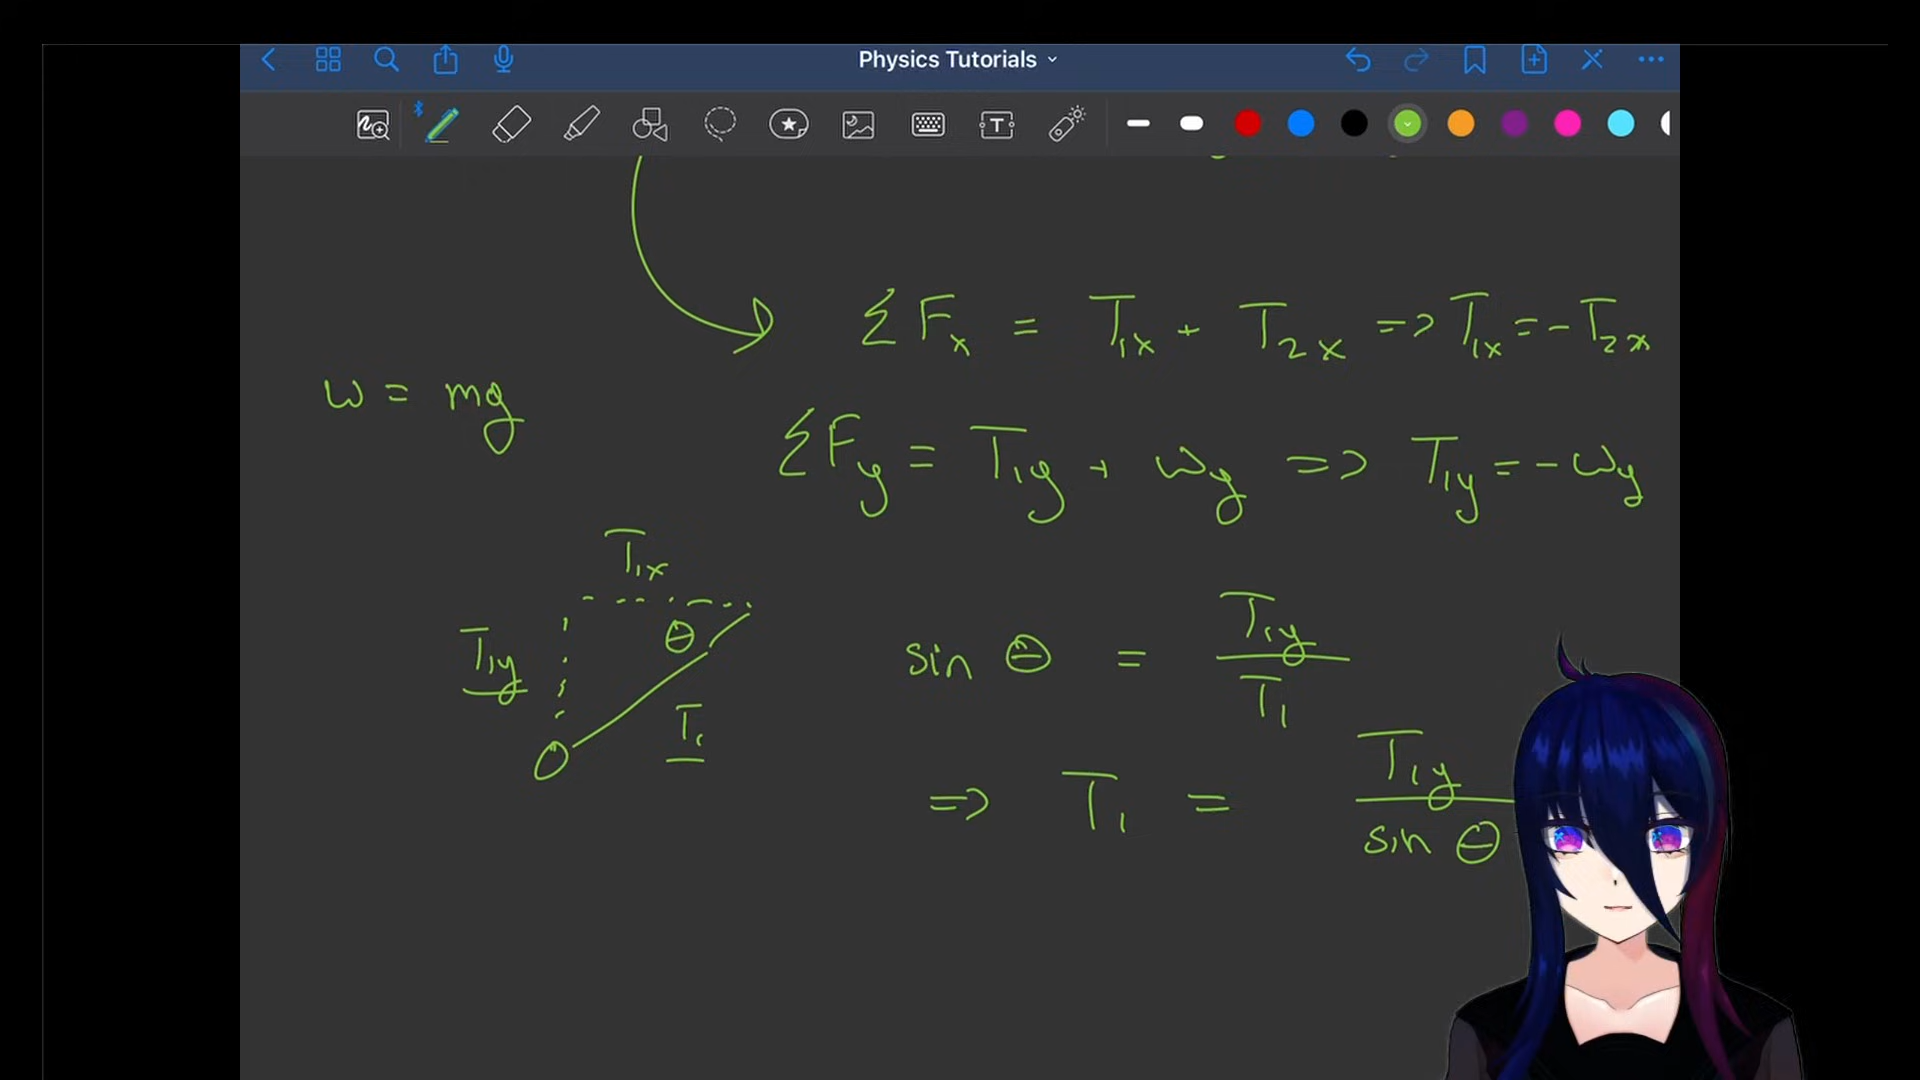 Physics Tutorials
T
ΣFₓ = T₁ₓ + T₂ₓ => T₁ₓ = -T₂ₓ
w = mg
ΣFy = T₁y + wy => T₁y = -wy
T₁ₓ
θ
T₁y
T₁
sin θ = T₁y / T₁
=> T₁ = T₁y / sin θ